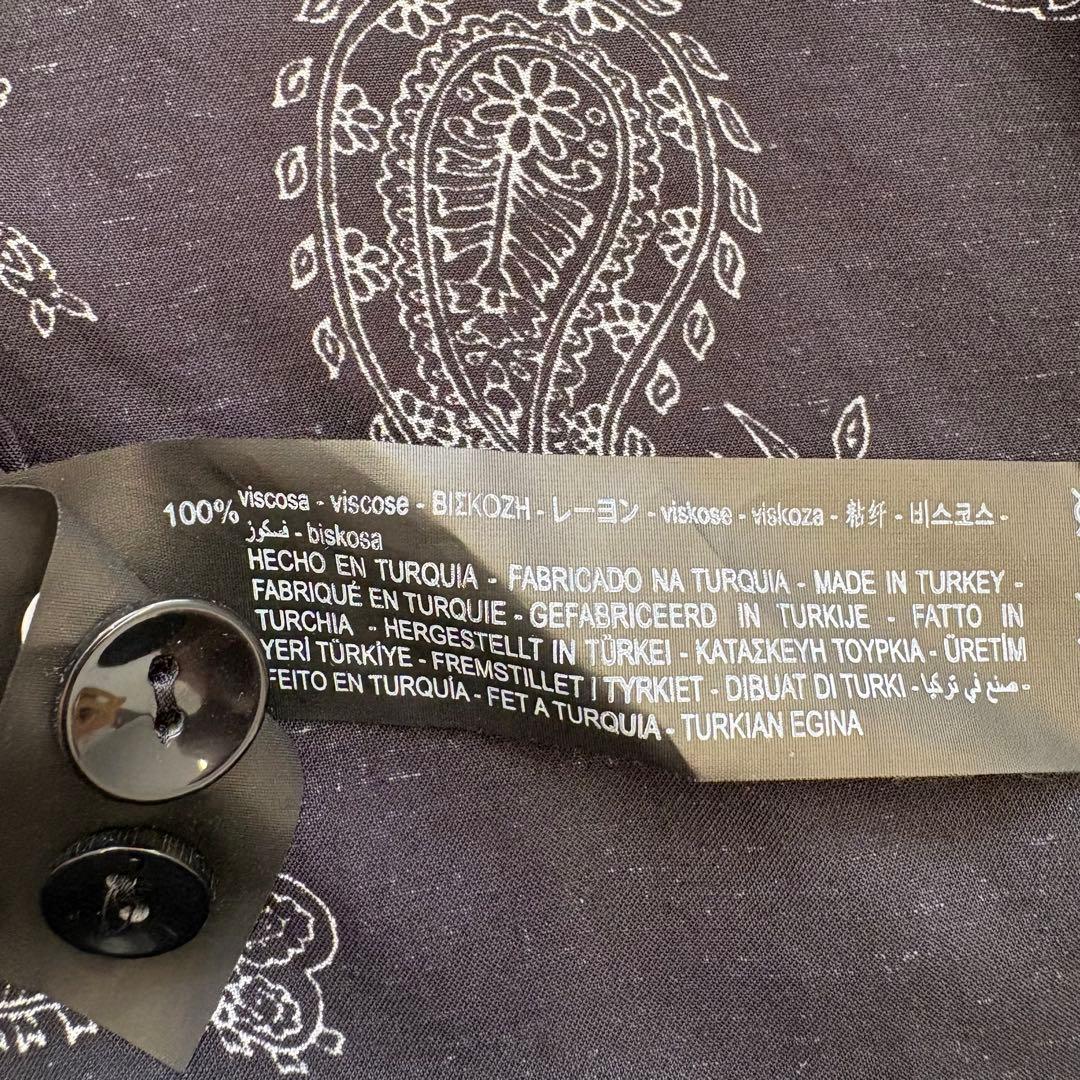 100% viscosa - viscose - ΒΙΣΚΟΖΗ - レーヨン - viskose - viskoza - 粘纤 - 비스코스 -
فسكوز - biskosa
HECHO EN TURQUIA - FABRICADO NA TURQUIA - MADE IN TURKEY -
FABRIQUÉ EN TURQUIE - GEFABRICEERD IN TURKIJE - FATTO IN
TURCHIA - HERGESTELLT IN TÜRKEI - ΚΑΤΑΣΚΕΥΗ ΤΟΥΡΚΙΑ - ÜRETİM
YERİ TÜRKİYE - FREMSTILLET I TYRKIET - DIBUAT DI TURKI - صنع في تركيا -
FEITO EN TURQUÍA - FET A TURQUIA - TURKIAN EGINA